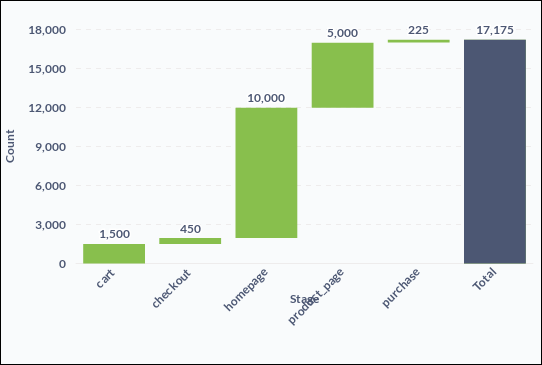 18,000
15,000
12,000
9,000
6,000
3,000
0
Count
1,500
450
10,000
5,000
225
17,175
cart
checkout
homepage
product_page
purchase
Total
Stage